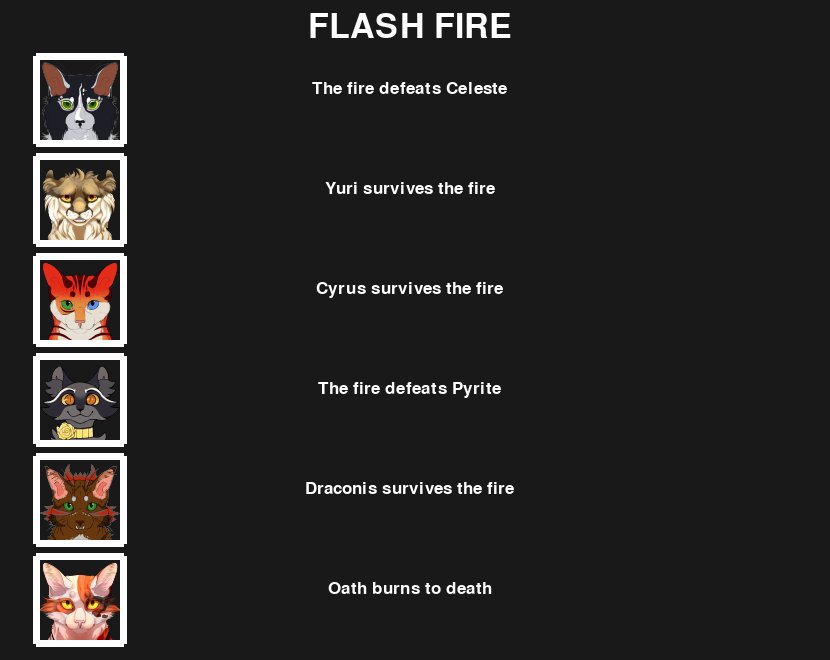 FLASH FIRE
The fire defeats Celeste
Yuri survives the fire
Cyrus survives the fire
The fire defeats Pyrite
Draconis survives the fire
Oath burns to death